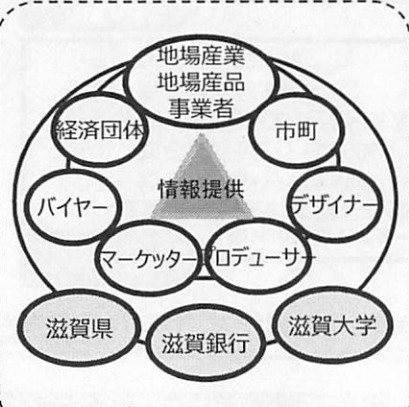 地場産業
地場産品
事業者
経済団体
市町
情報提供
バイヤー
デザイナー
マーケッター
プロデューサー
滋賀県
滋賀銀行
滋賀大学